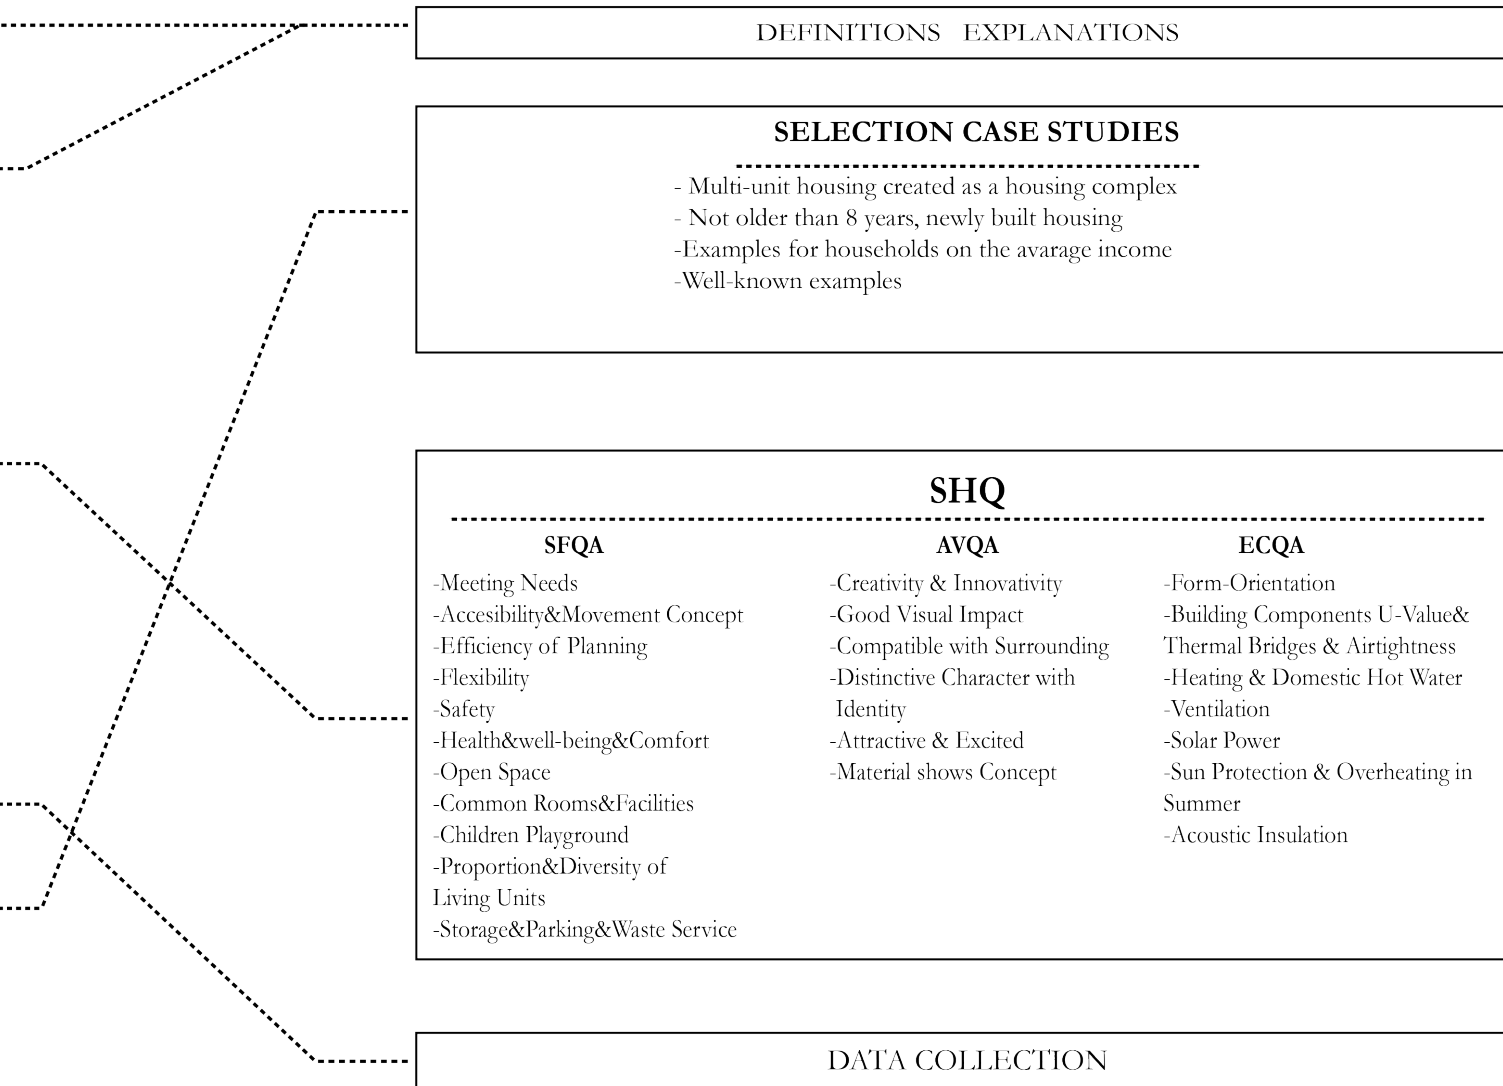 DEFINITIONS EXPLANATIONS
SELECTION CASE STUDIES
- Multi-unit housing created as a housing complex
- Not older than 8 years, newly built housing
-Examples for households on the avarage income
-Well-known examples
SHQ
SFQA
-Meeting Needs
-Accesibility&Movement Concept
-Efficiency of Planning
-Flexibility
-Safety
-Health&well-being&Comfort
-Open Space
-Common Rooms&Facilities
-Children Playground
-Proportion&Diversity of
Living Units
-Storage&Parking&Waste Service
AVQA
-Creativity & Innovativity
-Good Visual Impact
-Compatible with Surrounding
-Distinctive Character with
Identity
-Attractive & Excited
-Material shows Concept
ECQA
-Form-Orientation
-Building Components U-Value&
Thermal Bridges & Airtightness
-Heating & Domestic Hot Water
-Ventilation
-Solar Power
-Sun Protection & Overheating in
Summer
-Acoustic Insulation
DATA COLLECTION